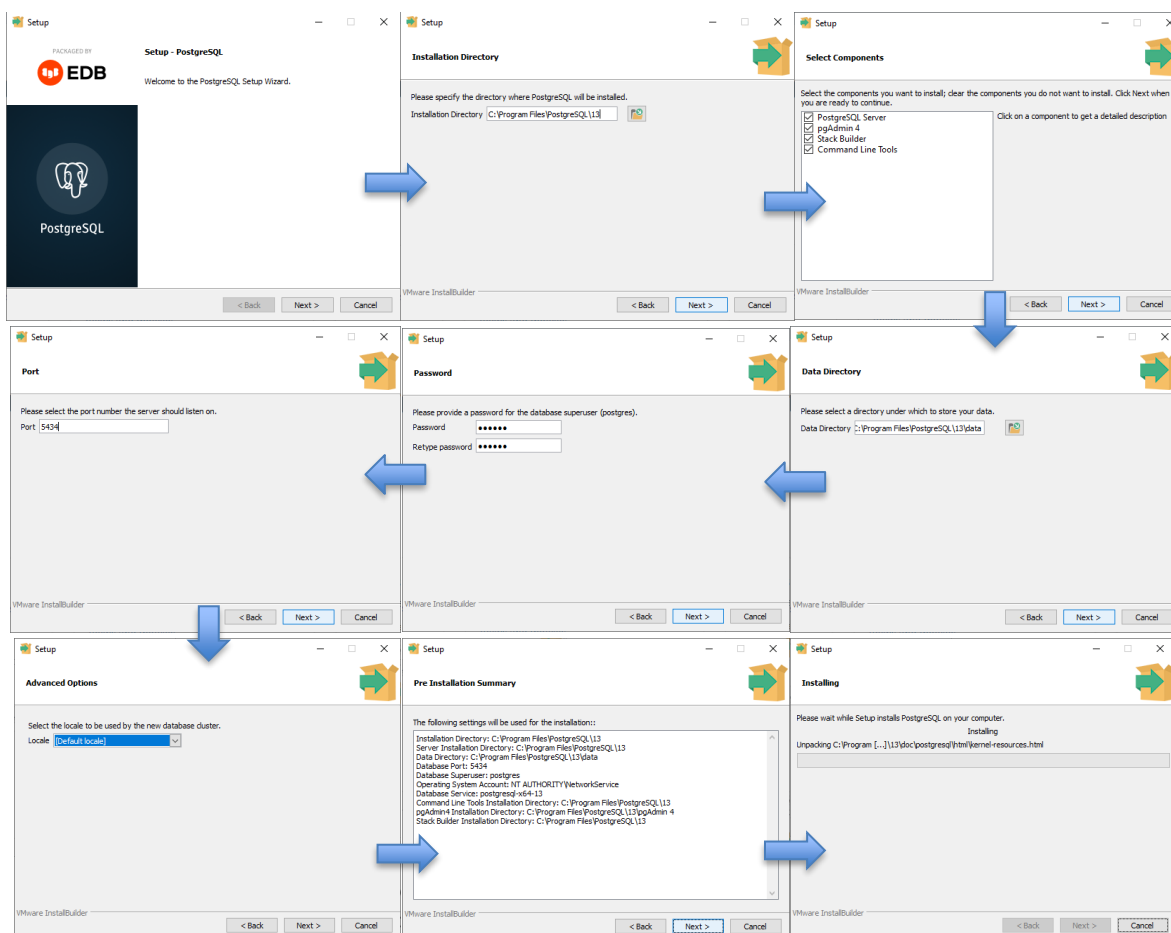 Setup
PACKAGED BY
EDB
Setup - PostgreSQL
Welcome to the PostgreSQL Setup Wizard.
PostgreSQL
< Back
Next >
Cancel
Setup
Installation Directory
Please specify the directory where PostgreSQL will be installed.
Installation Directory C:\Program Files\PostgreSQL\13
VMware InstallBuilder
< Back
Next >
Cancel
Setup
Select Components
Select the components you want to install; clear the components you do not want to install. Click Next when
you are ready to continue.
PostgreSQL Server
pgAdmin 4
Stack Builder
Command Line Tools
Click on a component to get a detailed description
VMware InstallBuilder
< Back
Next >
Cancel
Setup
Data Directory
Please select a directory under which to store your data.
Data Directory :\Program Files\PostgreSQL\13\data
VMware InstallBuilder
< Back
Next >
Cancel
Setup
Password
Please provide a password for the database superuser (postgres).
Password ••••••
Retype password ••••••
VMware InstallBuilder
< Back
Next >
Cancel
Setup
Port
Please select the port number the server should listen on.
Port 5434
VMware InstallBuilder
< Back
Next >
Cancel
Setup
Advanced Options
Select the locale to be used by the new database cluster.
Locale [Default locale]
VMware InstallBuilder
< Back
Next >
Cancel
Setup
Pre Installation Summary
The following settings will be used for the installation::
Installation Directory: C:\Program Files\PostgreSQL\13
Server Installation Directory: C:\Program Files\PostgreSQL\13
Data Directory: C:\Program Files\PostgreSQL\13\data
Database Port: 5434
Database Superuser: postgres
Operating System Account: NT AUTHORITY\NetworkService
Database Service: postgresql-x64-13
Command Line Tools Installation Directory: C:\Program Files\PostgreSQL\13
pgAdmin4 Installation Directory: C:\Program Files\PostgreSQL\13\pgAdmin 4
Stack Builder Installation Directory: C:\Program Files\PostgreSQL\13
VMware InstallBuilder
< Back
Next >
Cancel
Setup
Installing
Please wait while Setup installs PostgreSQL on your computer.
Installing
Unpacking C:\Program [...]\13\doc\postgresql\html\kernel-resources.html
VMware InstallBuilder
< Back
Next >
Cancel